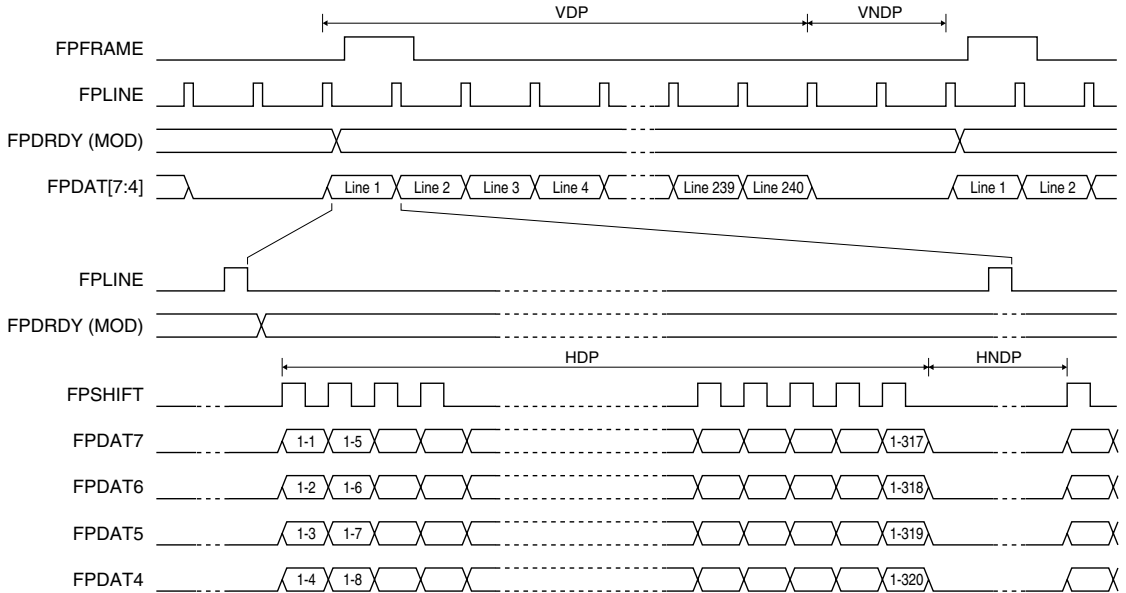 VDP VNDP
FPFRAME
FPLINE
FPDRDY (MOD)
FPDAT[7:4] Line 1 Line 2 Line 3 Line 4 Line 239 Line 240 Line 1 Line 2
FPLINE
FPDRDY (MOD)
HDP HNDP
FPSHIFT
FPDAT7 1-1 1-5 1-317
FPDAT6 1-2 1-6 1-318
FPDAT5 1-3 1-7 1-319
FPDAT4 1-4 1-8 1-320